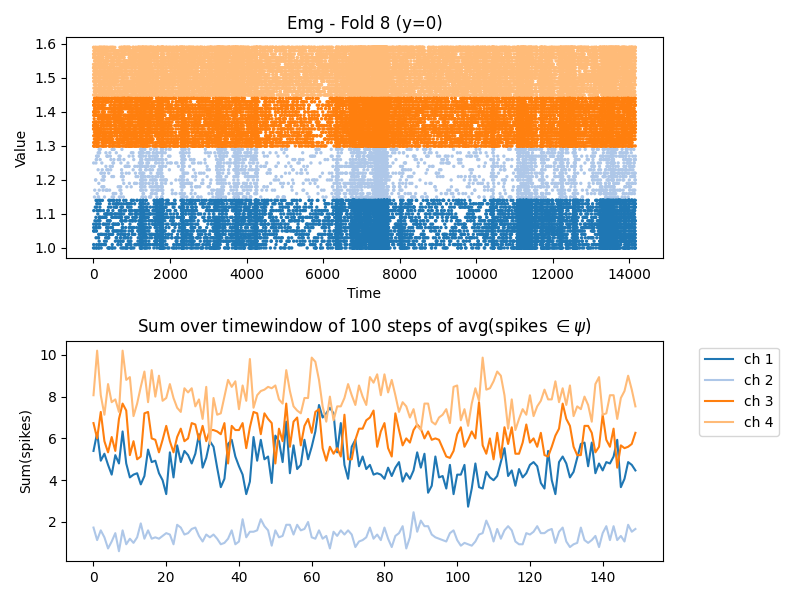 Emg - Fold 8 (y=0)
Value
1.6
1.5
1.4
1.3
1.2
1.1
1.0
0 2000 4000 6000 8000 10000 12000 14000
Time
Sum over timewindow of 100 steps of avg(spikes ∈ ψ)
Sum(spikes)
10
8
6
4
2
0 20 40 60 80 100 120 140
ch 1
ch 2
ch 3
ch 4